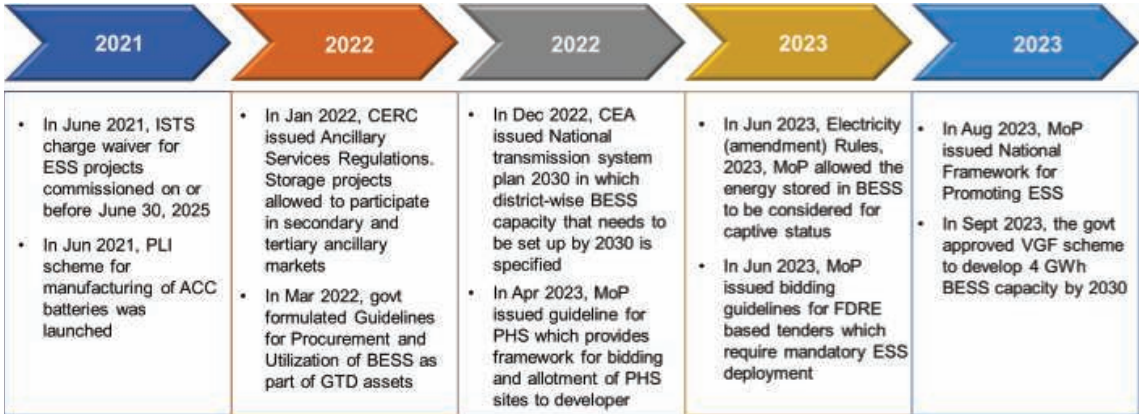 2021
2022
2022
2023
2023
• In June 2021, ISTS
charge waiver for
ESS projects
commissioned on or
before June 30, 2025
• In Jun 2021, PLI
scheme for
manufacturing of ACC
batteries was
launched
• In Jan 2022, CERC
issued Ancillary
Services Regulations.
Storage projects
allowed to participate
in secondary and
tertiary ancillary
markets
• In Mar 2022, govt
formulated Guidelines
for Procurement and
Utilization of BESS as
part of GTD assets
• In Dec 2022, CEA
issued National
transmission system
plan 2030 in which
district-wise BESS
capacity that needs to
be set up by 2030 is
specified
• In Apr 2023, MoP
issued guideline for
PHS which provides
framework for bidding
and allotment of PHS
sites to developer
• In Jun 2023, Electricity
(amendment) Rules,
2023, MoP allowed the
energy stored in BESS
to be considered for
captive status
• In Jun 2023, MoP
issued bidding
guidelines for FDRE
based tenders which
require mandatory ESS
deployment
• In Aug 2023, MoP
issued National
Framework for
Promoting ESS
• In Sept 2023, the govt
approved VGF scheme
to develop 4 GWh
BESS capacity by 2030